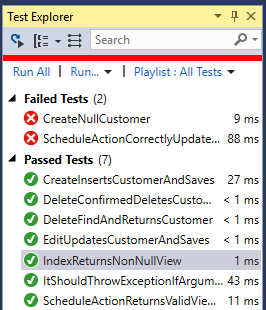 Test Explorer
Search
Run All | Run... | Playlist : All Tests
Failed Tests (2)
CreateNullCustomer 9 ms
ScheduleActionCorrectlyUpdate... 88 ms
Passed Tests (7)
CreateInsertsCustomerAndSaves 27 ms
DeleteConfirmedDeletesCusto... < 1 ms
DeleteFindAndReturnsCustomer < 1 ms
EditUpdatesCustomerAndSaves < 1 ms
IndexReturnsNonNullView 1 ms
ItShouldThrowExceptionIfArgum... 43 ms
ScheduleActionReturnsValidVie... 11 ms